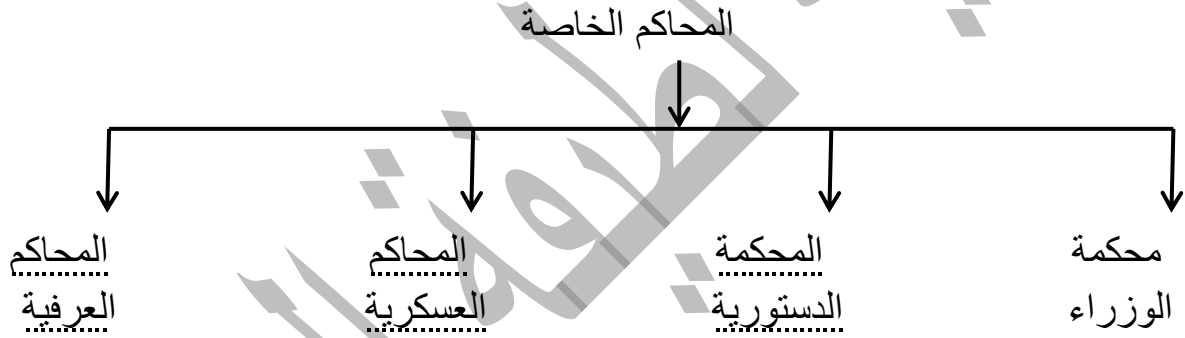 المحاكم الخاصة
محكمة الوزراء
المحكمة الدستورية
المحاكم العسكرية
المحاكم العرفية